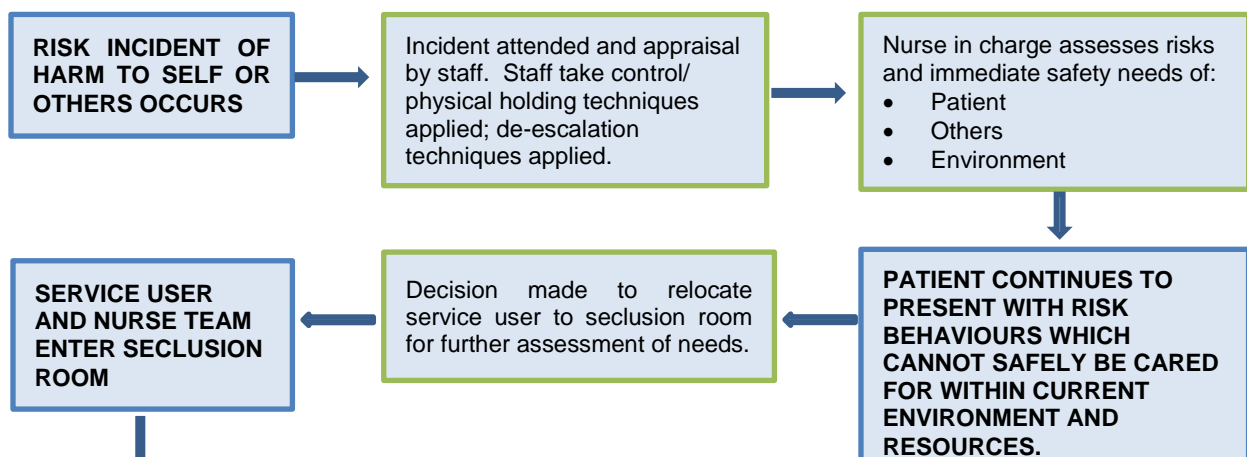 RISK INCIDENT OF
HARM TO SELF OR
OTHERS OCCURS
Incident attended and appraisal
by staff. Staff take control/
physical holding techniques
applied; de-escalation
techniques applied.
Nurse in charge assesses risks
and immediate safety needs of:
• Patient
• Others
• Environment
PATIENT CONTINUES TO
PRESENT WITH RISK
BEHAVIOURS WHICH
CANNOT SAFELY BE CARED
FOR WITHIN CURRENT
ENVIRONMENT AND
RESOURCES.
Decision made to relocate
service user to seclusion room
for further assessment of needs.
SERVICE USER
AND NURSE TEAM
ENTER SECLUSION
ROOM